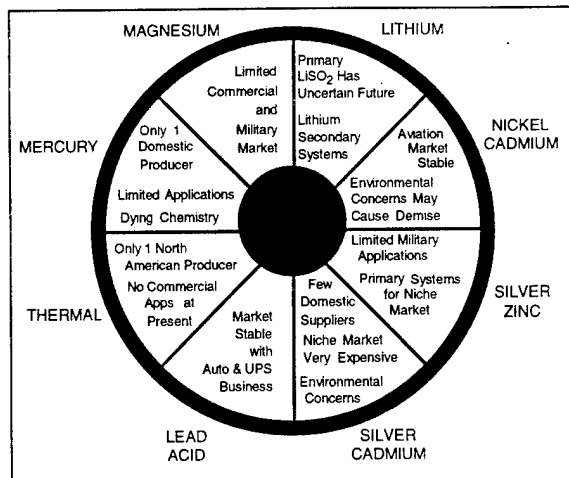 MAGNESIUM
Limited
Commercial
and
Military
Market
LITHIUM
Primary
LiSO2 Has
Uncertain Future
Lithium
Secondary
Systems
NICKEL
CADMIUM
Aviation
Market
Stable
Environmental
Concerns May
Cause Demise
SILVER
ZINC
Limited Military
Applications
Primary Systems
for Niche
Market
SILVER
CADMIUM
Few
Domestic
Suppliers
Niche Market
Very Expensive
Environmental
Concerns
LEAD
ACID
Market
Stable
with
Auto & UPS
Business
THERMAL
Only 1 North
American Producer
No Commercial
Apps at
Present
MERCURY
Only 1
Domestic
Producer
Limited Applications
Dying Chemistry